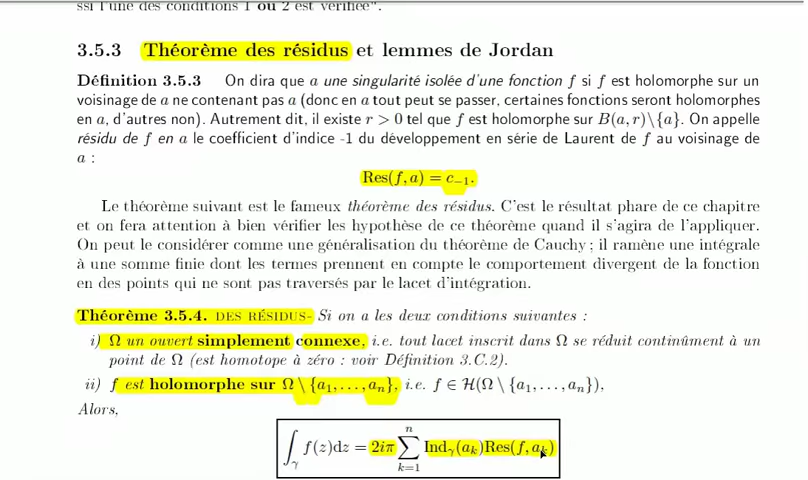 ssi l'une des conditions 1 ou 2 est vérifiée".
3.5.3 Théorème des résidus et lemmes de Jordan
Définition 3.5.3 On dira que a une singularité isolée d'une fonction f si f est holomorphe sur un
voisinage de a ne contenant pas a (donc en a tout peut se passer, certaines fonctions seront holomorphes
en a, d'autres non). Autrement dit, il existe r > 0 tel que f est holomorphe sur B(a, r)\{a}. On appelle
résidu de f en a le coefficient d'indice -1 du développement en série de Laurent de f au voisinage de
a :
Res(f, a) = c₋₁.
Le théorème suivant est le fameux théorème des résidus. C'est le résultat phare de ce chapitre
et on fera attention à bien vérifier les hypothèse de ce théorème quand il s'agira de l'appliquer.
On peut le considérer comme une généralisation du théorème de Cauchy ; il ramène une intégrale
à une somme finie dont les termes prennent en compte le comportement divergent de la fonction
en des points qui ne sont pas traversés par le lacet d'intégration.
Théorème 3.5.4. DES RÉSIDUS- Si on a les deux conditions suivantes :
i) Ω un ouvert simplement connexe, i.e. tout lacet inscrit dans Ω se réduit continûment à un
point de Ω (est homotope à zéro : voir Définition 3.C.2).
ii) f est holomorphe sur Ω \ {a₁, . . . , aₙ}, i.e. f ∈ H(Ω \ {a₁, . . . , aₙ}),
Alors,
∫_γ f(z)dz = 2iπ ∑_{k=1}^{n} Ind_γ(a_k)Res(f, a_k)